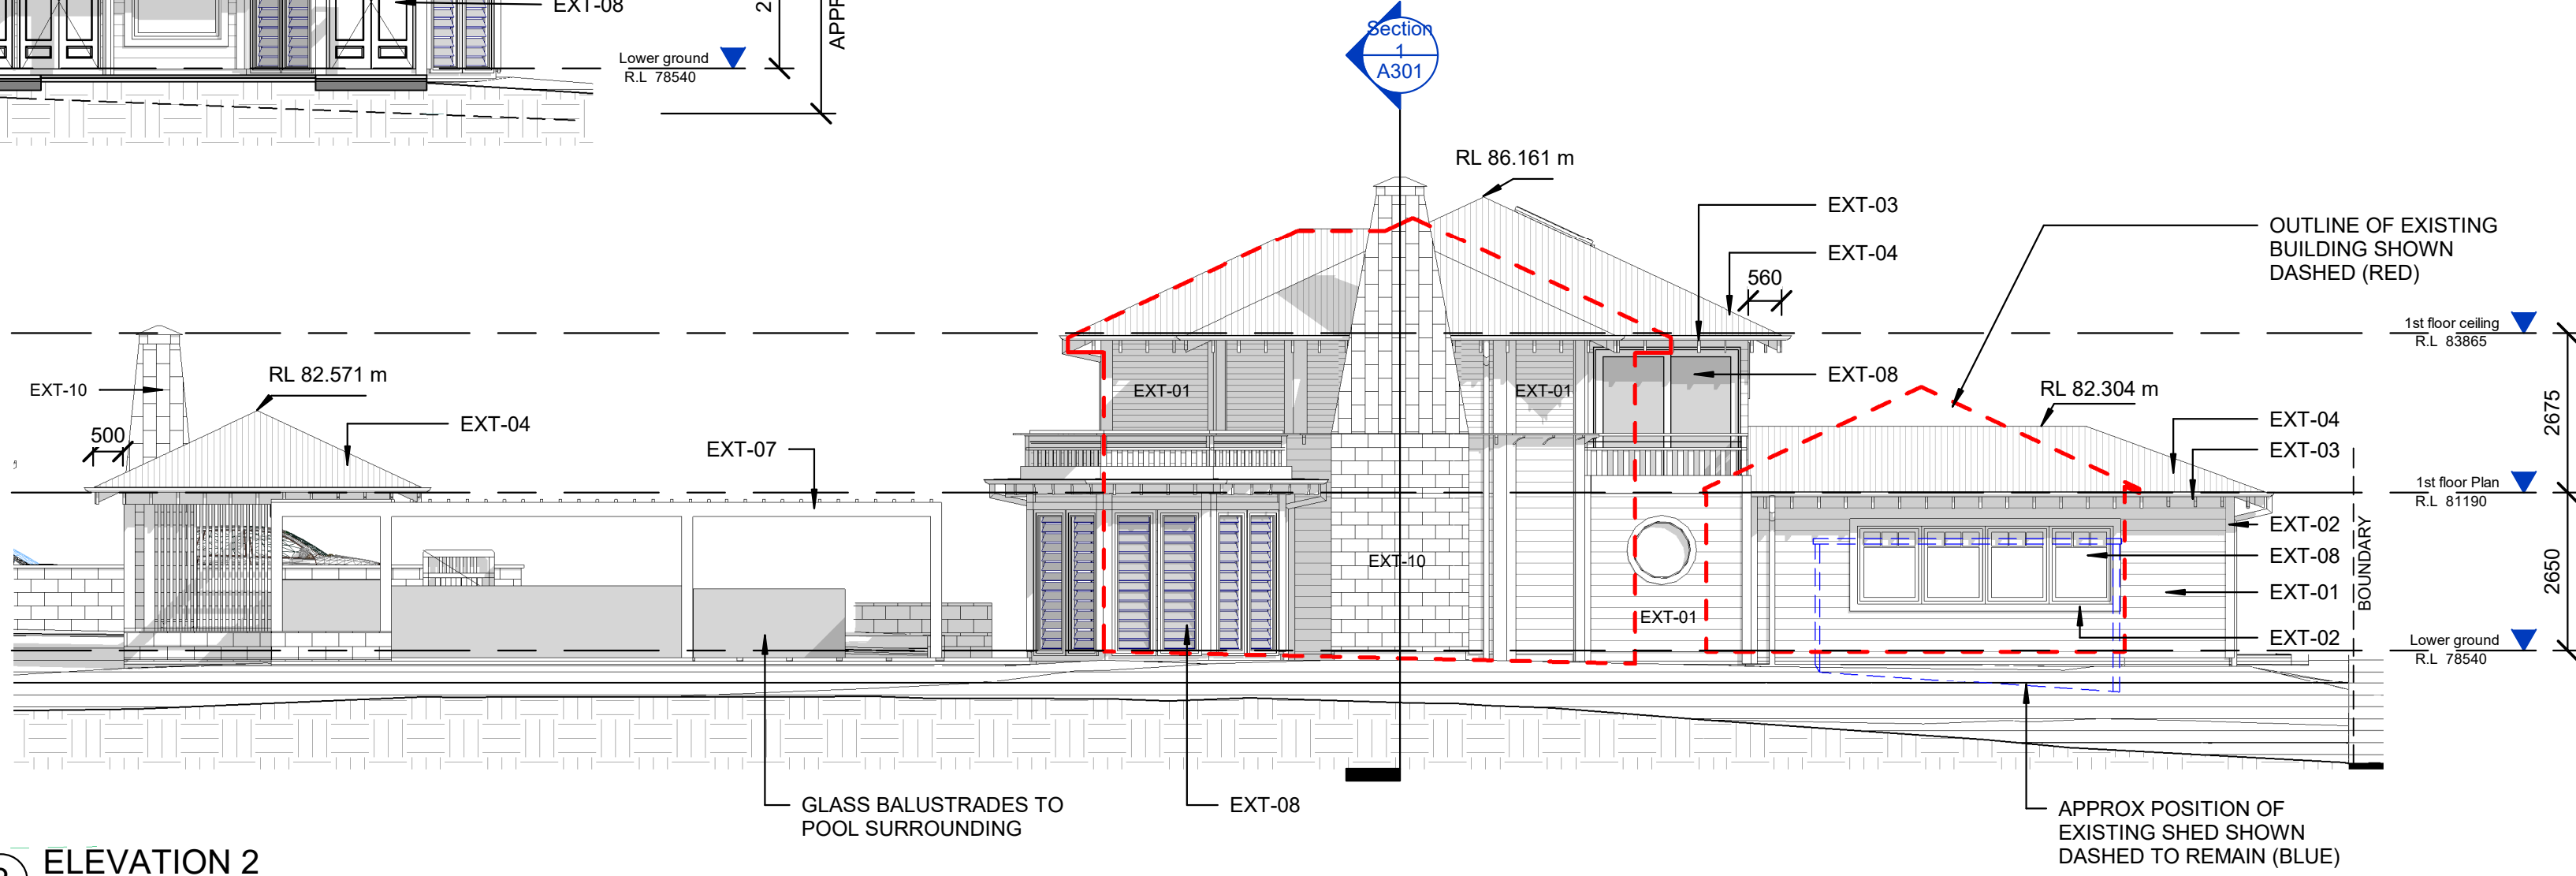 EXT-08
2
APPR
Lower ground
R.L 78540
Section
1
A301
RL 86.161 m
EXT-03
EXT-04
560
OUTLINE OF EXISTING
BUILDING SHOWN
DASHED (RED)
1st floor ceiling
R.L 83865
EXT-10
RL 82.571 m
EXT-04
500
EXT-07
EXT-01
EXT-01
EXT-08
RL 82.304 m
EXT-04
EXT-03
2675
1st floor Plan
R.L 81190
EXT-02
EXT-08
EXT-10
EXT-01
EXT-01
EXT-02
BOUNDARY
2650
Lower ground
R.L 78540
GLASS BALUSTRADES TO
POOL SURROUNDING
EXT-08
APPROX POSITION OF
EXISTING SHED SHOWN
DASHED TO REMAIN (BLUE)
ELEVATION 2